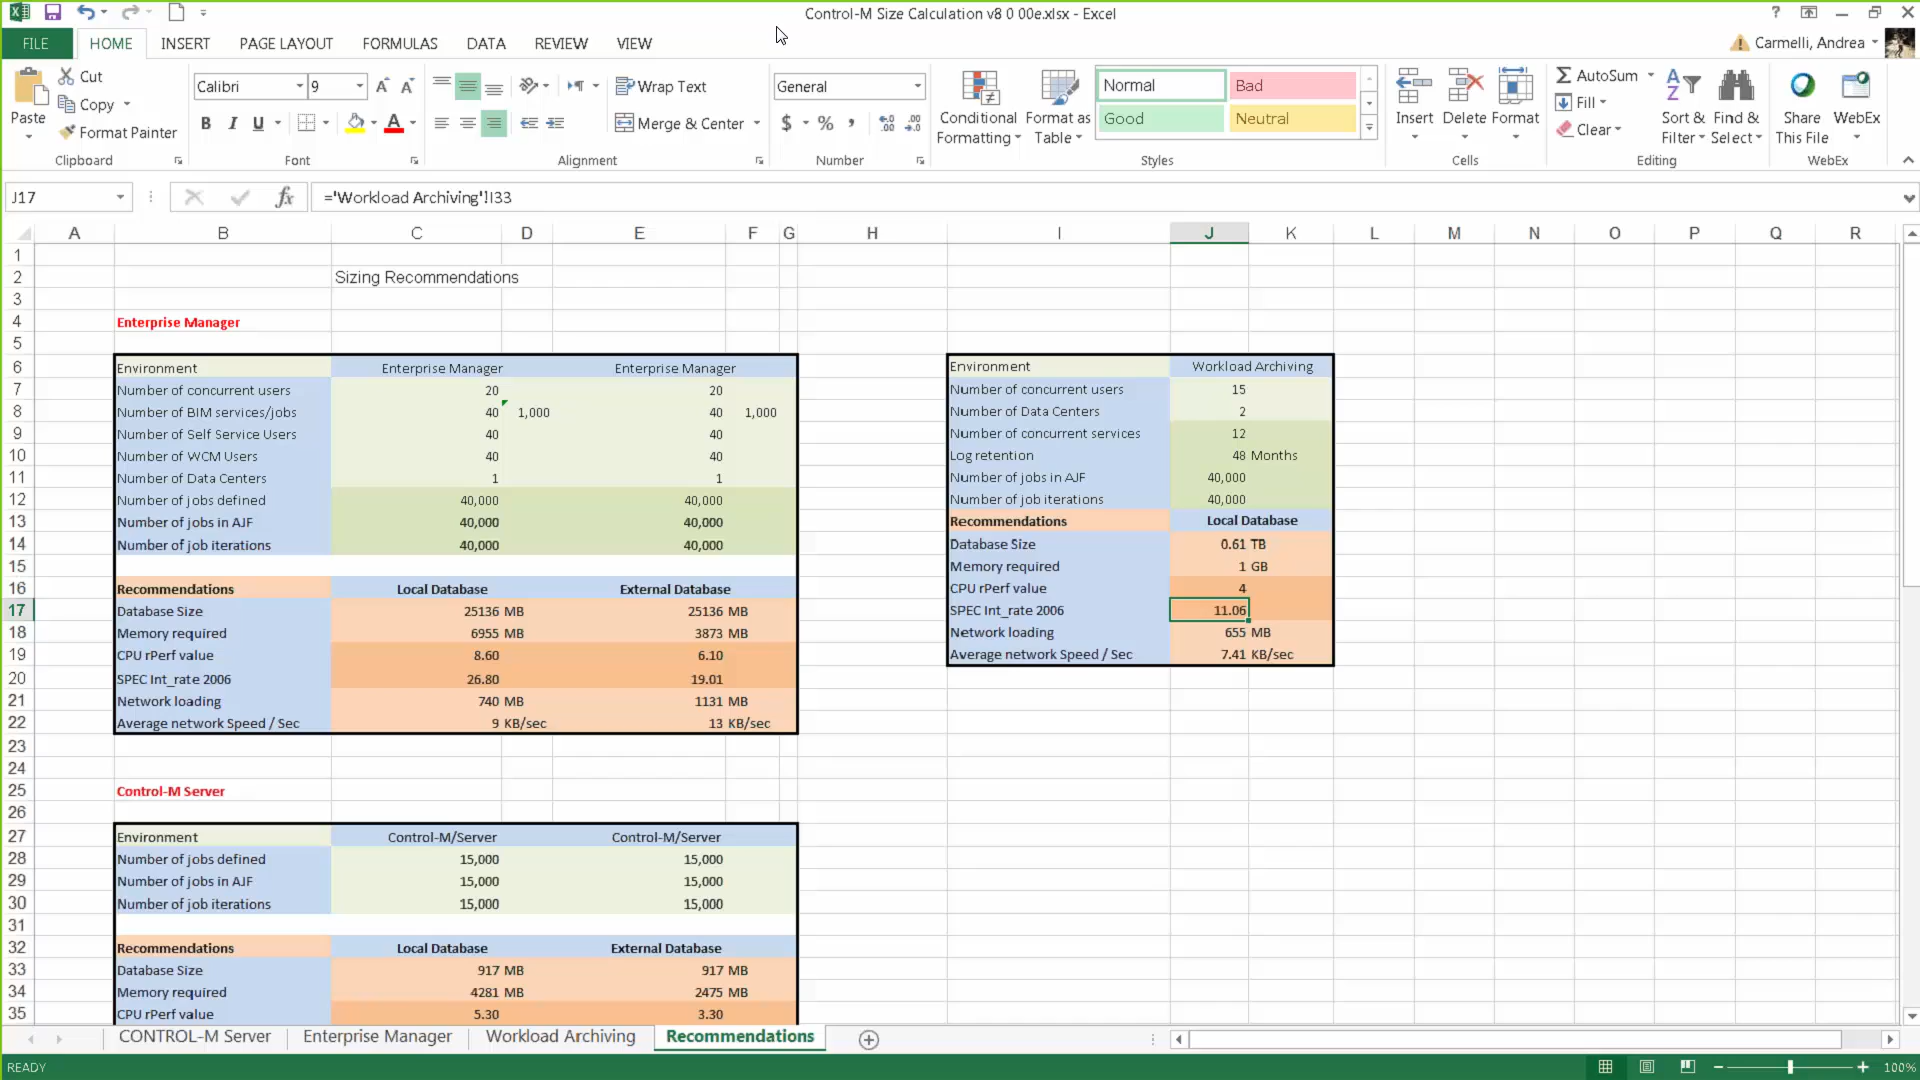 Control-M Size Calculation v8 0 00e.xlsx - Excel
FILE HOME INSERT PAGE LAYOUT FORMULAS DATA REVIEW VIEW Carmelli, Andrea
Paste Cut Copy Format Painter Clipboard
Calibri 9 B I U A Font
Wrap Text Merge & Center Alignment
General $ % , Number
Conditional Formatting Format as Table Normal Bad Good Neutral Styles
Insert Delete Format Cells
AutoSum Fill Clear Sort & Filter Find & Select Editing
Share This File WebEx WebEx
J17 fx ='Workload Archiving'!I33
A B C D E F G H I J K L M N O P Q R
1
2 Sizing Recommendations
3
4 Enterprise Manager
5
6 Environment Enterprise Manager Enterprise Manager Environment Workload Archiving
7 Number of concurrent users 20 20 Number of concurrent users 15
8 Number of BIM services/jobs 40 1,000 40 1,000 Number of Data Centers 2
9 Number of Self Service Users 40 40 Number of concurrent services 12
10 Number of WCM Users 40 40 Log retention 48 Months
11 Number of Data Centers 1 1 Number of jobs in AJF 40,000
12 Number of jobs defined 40,000 40,000 Number of job iterations 40,000
13 Number of jobs in AJF 40,000 40,000 Recommendations Local Database
14 Number of job iterations 40,000 40,000 Database Size 0.61 TB
15 Memory required 1 GB
16 Recommendations Local Database External Database CPU rPerf value 4
17 Database Size 25136 MB 25136 MB SPEC Int_rate 2006 11.06
18 Memory required 6955 MB 3873 MB Network loading 655 MB
19 CPU rPerf value 8.60 6.10 Average network Speed / Sec 7.41 KB/sec
20 SPEC Int_rate 2006 26.80 19.01
21 Network loading 740 MB 1131 MB
22 Average network Speed / Sec 9 KB/sec 13 KB/sec
23
24
25 Control-M Server
26
27 Environment Control-M/Server Control-M/Server
28 Number of jobs defined 15,000 15,000
29 Number of jobs in AJF 15,000 15,000
30 Number of job iterations 15,000 15,000
31
32 Recommendations Local Database External Database
33 Database Size 917 MB 917 MB
34 Memory required 4281 MB 2475 MB
35 CPU rPerf value 5.30 3.30
CONTROL-M Server Enterprise Manager Workload Archiving Recommendations
READY 100%